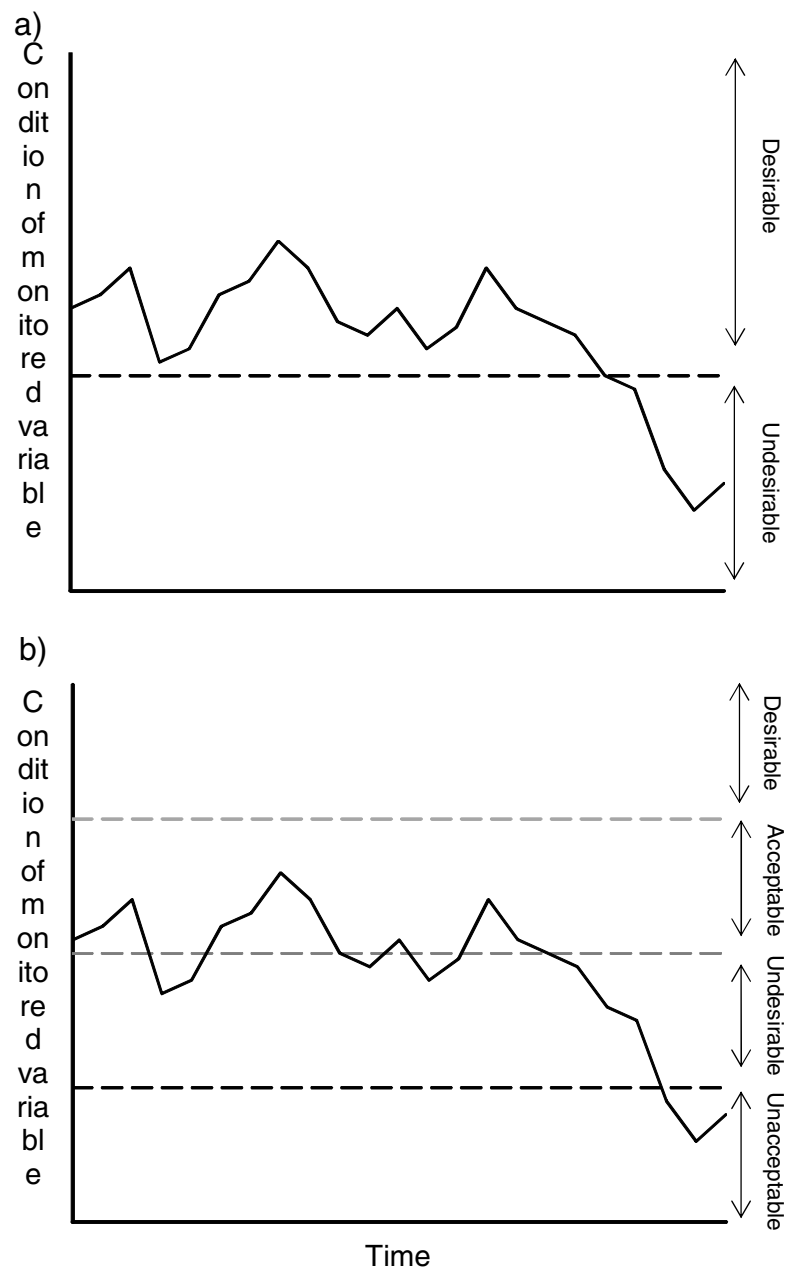 a)
C
on
dit
io
n
of
m
on
ito
re
d
va
ria
bl
e
Desirable
Undesirable
b)
C
on
dit
io
n
of
m
on
ito
re
d
va
ria
bl
e
Desirable
Acceptable
Undesirable
Unacceptable
Time